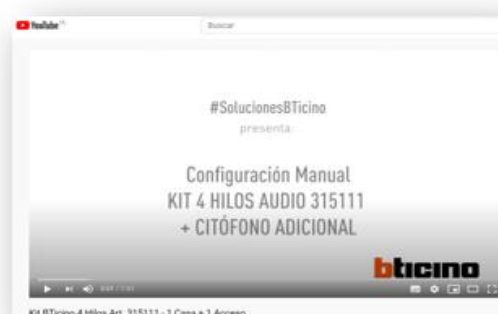 YouTube
Buscar
#SolucionesBTicino
presenta:
Configuración Manual
KIT 4 HILOS AUDIO 315111
+ CITÓFONO ADICIONAL
bticino
Kit BTicino 4 Hilos Art. 315111 - 1 Casa + 1 Acceso